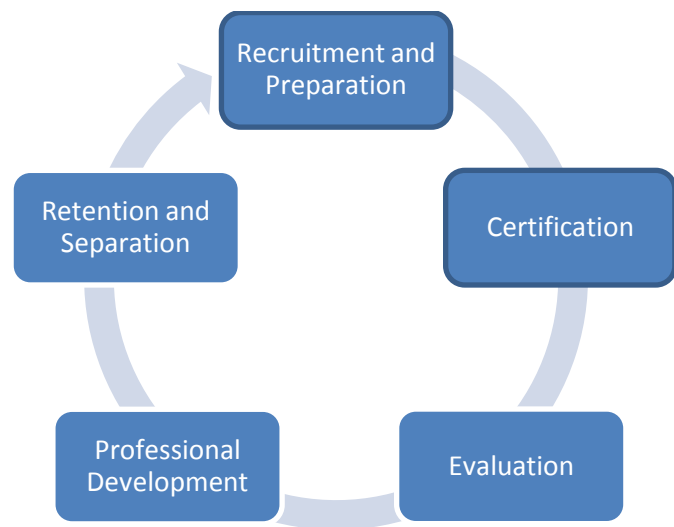 Recruitment and
Preparation
Certification
Evaluation
Professional
Development
Retention and
Separation